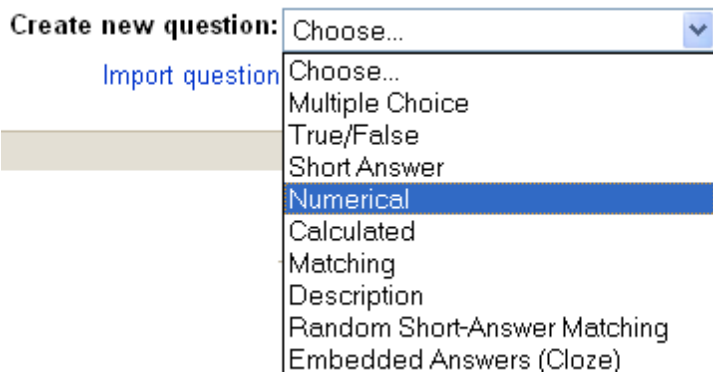 Create new question: Choose...
Import question Choose...
Multiple Choice
True/False
Short Answer
Numerical
Calculated
Matching
Description
Random Short-Answer Matching
Embedded Answers (Cloze)